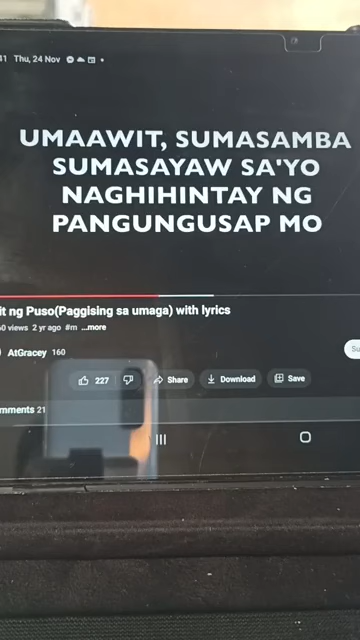 Thu, 24 Nov
UMAAWIT, SUMASAMBA
SUMASAYAW SA'YO
NAGHIHINTAY NG
PANGUNGUSAP MO
it ng Puso(Paggising sa umaga) with lyrics
views 2 yr ago #m ...more
AtGracey 160
227 Share Download Save
mments 21